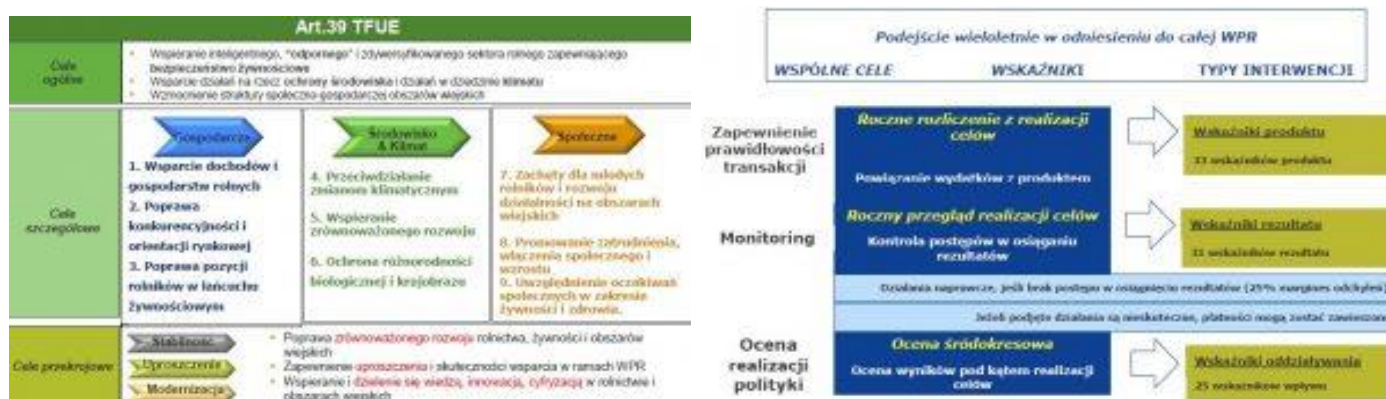 Art.39 TFUE
Cele
ogólne
• Wspieranie inteligentnego, "odpornego" i zdywersyfikowanego sektora rolnego zapewniającego
bezpieczeństwo żywnościowe
• Wsparcie działań na rzecz ochrony środowiska i działań w dziedzinie klimatu
• Wzmocnienie struktury społeczno-gospodarczej obszarów wiejskich
Cele
szczegółowe
Gospodarcze
1. Wsparcie dochodów i
gospodarstw rolnych
2. Poprawa
konkurencyjności i
orientacji rynkowej
3. Poprawa pozycji
rolników w łańcuchu
żywnościowym
Środowisko
& Klimat
4. Przeciwdziałanie
zmianom klimatycznym
5. Wspieranie
zrównoważonego rozwoju
6. Ochrona różnorodności
biologicznej i krajobrazu
Społeczne
7. Zachęty dla młodych
rolników i rozwoju
działalności na obszarach
wiejskich
8. Promowanie zatrudnienia,
włączenia społecznego i
wzrostu
9. Uwzględnienie oczekiwań
społecznych w zakresie
żywności i zdrowia.
Cele przekrojowe
Stabilność
Uproszczenie
Modernizacja
• Poprawa zrównoważonego rozwoju rolnictwa, żywności i obszarów
wiejskich
• Zapewnienie uproszczenia i skuteczności wsparcia w ramach WPR
• Wspieranie i dzielenie się wiedzą, innowacją, cyfryzacją w rolnictwie i
obszarach wiejskich
Podejście wieloletnie w odniesieniu do całej WPR
WSPÓLNE CELE WSKAŹNIKI TYPY INTERWENCJI
Zapewnienie
prawidłowości
transakcji
Roczne rozliczenie z realizacji
celów
Powiązanie wydatków z produktem
Wskaźniki produktu
33 wskaźników produktu
Monitoring
Roczny przegląd realizacji celów
Kontrola postępów w osiąganiu
rezultatów
Wskaźniki rezultatu
wskaźników rezultatu
Działania naprawcze, jeśli brak postępu w osiągnięciu rezultatów (25% margines odchyleń)
Jeżeli podjęte działania są nieskuteczne, płatności mogą zostać zawieszone
Ocena
realizacji
polityki
Ocena śródokresowa
Ocena wyników pod kątem realizacji
celów
Wskaźniki oddziaływania
25 wskaźników wpływu